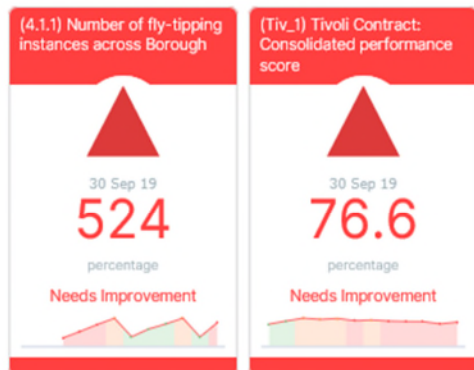 (4.1.1) Number of fly-tipping
instances across Borough
30 Sep 19
524
percentage
Needs Improvement
(Tiv_1) Tivoli Contract:
Consolidated performance
score
30 Sep 19
76.6
percentage
Needs Improvement